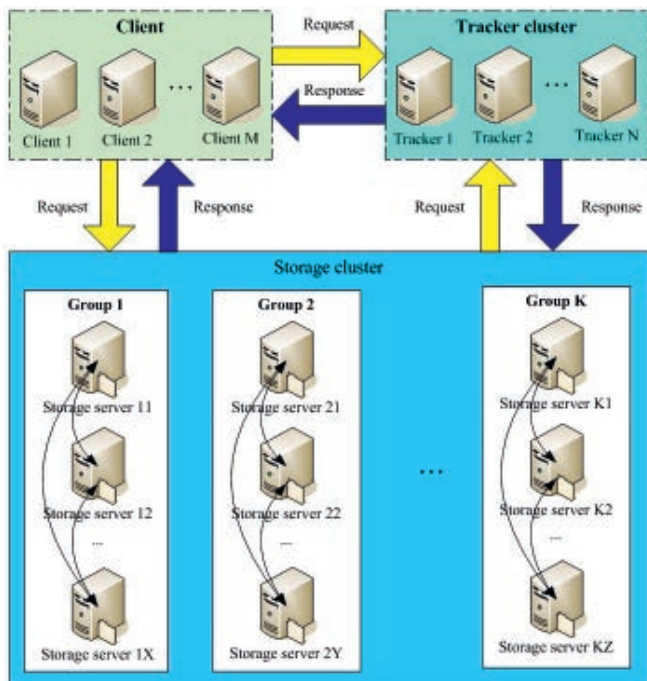 Client
Request
Tracker cluster
...
...
Response
Client 1
Client 2
Client M
Tracker 1
Tracker 2
Tracker N
Request
Response
Request
Response
Storage cluster
Group 1
Group 2
Group K
Storage server 11
Storage server 21
Storage server K1
...
Storage server 12
Storage server 22
Storage server K2
...
...
...
Storage server 1X
Storage server 2Y
Storage server KZ